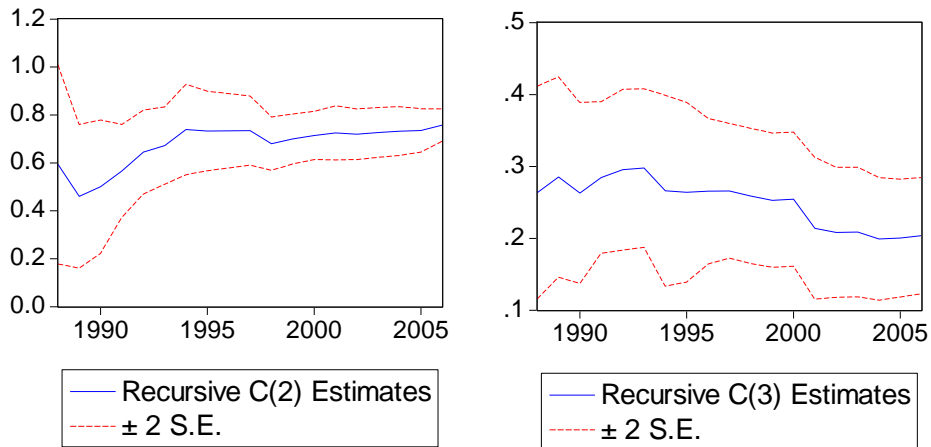 1.2
1.0
0.8
0.6
0.4
0.2
0.0
1990 1995 2000 2005
Recursive C(2) Estimates
± 2 S.E.
.5
.4
.3
.2
.1
1990 1995 2000 2005
Recursive C(3) Estimates
± 2 S.E.